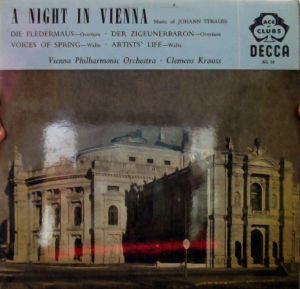 A NIGHT IN VIENNA Music of JOHANN STRAUSS
DIE FLEDERMAUS—Overture · DER ZIGEUNERBARON—Overture
VOICES OF SPRING—Waltz · ARTISTS' LIFE—Waltz
Vienna Philharmonic Orchestra · Clemens Krauss
ACE
of
CLUBS
DECCA